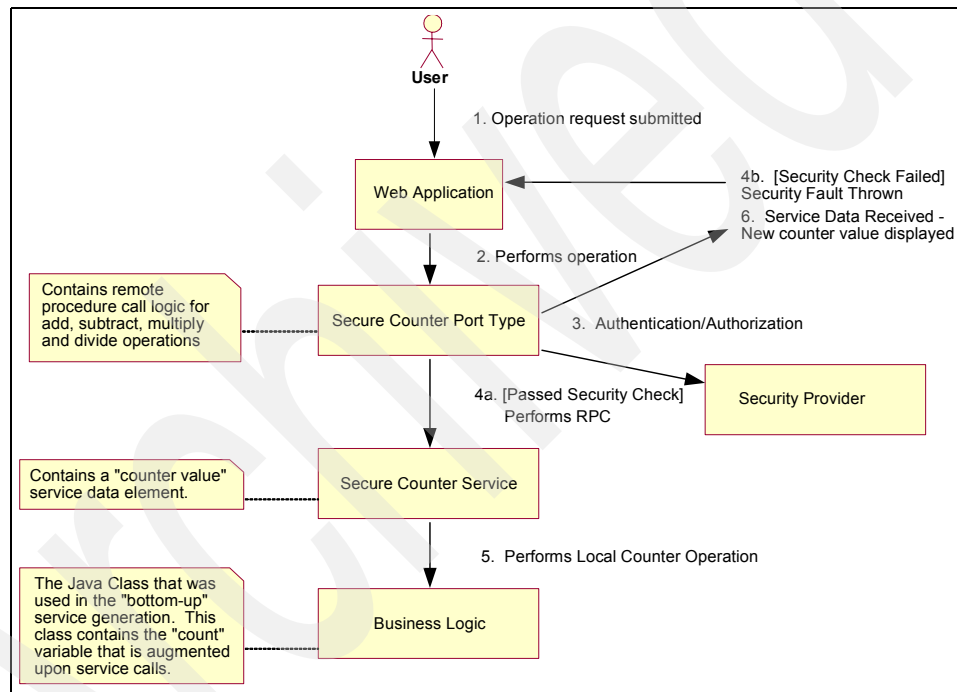 User
1. Operation request submitted
Web Application
4b. [Security Check Failed]
Security Fault Thrown
6. Service Data Received -
New counter value displayed
2. Performs operation
Contains remote
procedure call logic for
add, subtract, multiply
and divide operations
Secure Counter Port Type
3. Authentication/Authorization
4a. [Passed Security Check]
Performs RPC
Security Provider
Contains a "counter value"
service data element.
Secure Counter Service
5. Performs Local Counter Operation
The Java Class that was
used in the "bottom-up"
service generation. This
class contains the "count"
variable that is augmented
upon service calls.
Business Logic